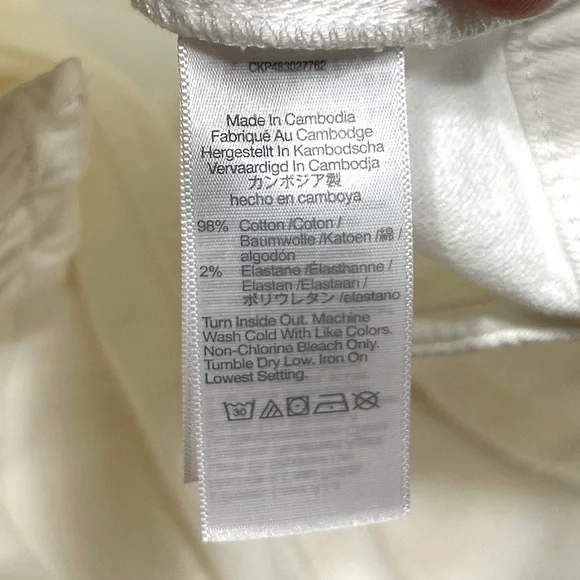 CKP483027762
Made In Cambodia
Fabriqué Au Cambodge
Hergestellt In Kambodscha
Vervaardigd In Cambodja
カンボジア製
hecho en camboya
98% Cotton /Coton /
Baumwolle /Katoen /綿 /
algodón
2% Elastane /Élasthanne /
Elastan /Elastaan /
ポリウレタン /elastano
Turn Inside Out. Machine
Wash Cold With Like Colors.
Non-Chlorine Bleach Only.
Tumble Dry Low. Iron On
Lowest Setting.
30